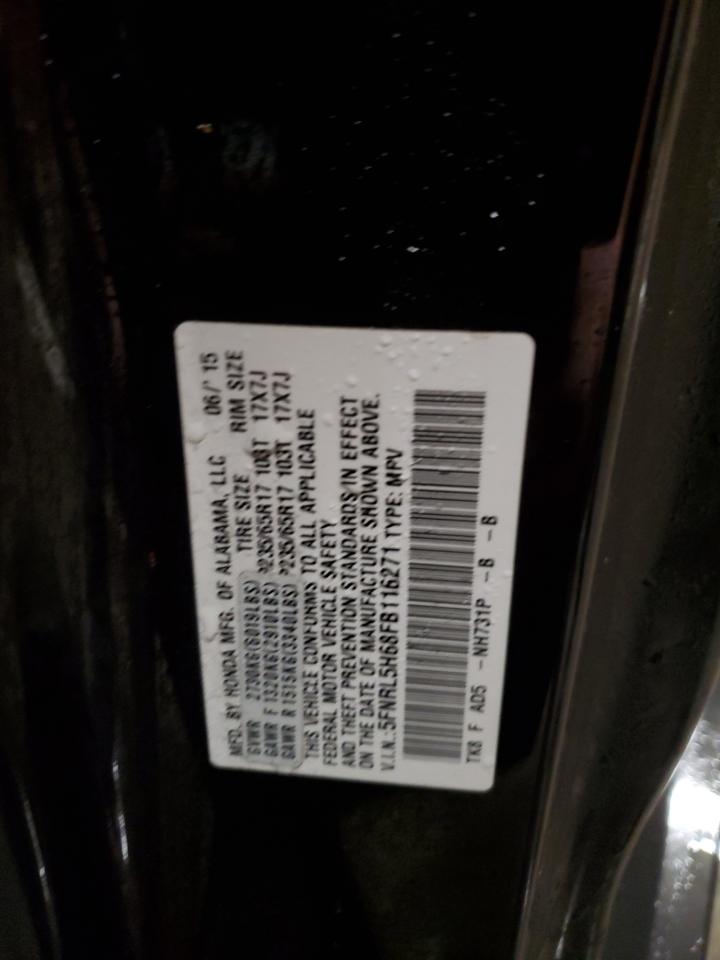 MFD. BY HONDA MFG. OF ALABAMA, LLC 06/ 15
TIRE SIZE RIM SIZE
GVWR 2730KG(6019LBS)
GAWR F 1320KG(2910LBS) P235/65R17 103T 17X7J
GAWR R 1515KG(3340LBS) P235/65R17 103T 17X7J
THIS VEHICLE CONFORMS TO ALL APPLICABLE
FEDERAL MOTOR VEHICLE SAFETY
AND THEFT PREVENTION STANDARDS IN EFFECT
ON THE DATE OF MANUFACTURE SHOWN ABOVE.
V.I.N.:5FNRL5H68FB116271 TYPE: MPV
TK8 F AD5 -NH731P -B -B